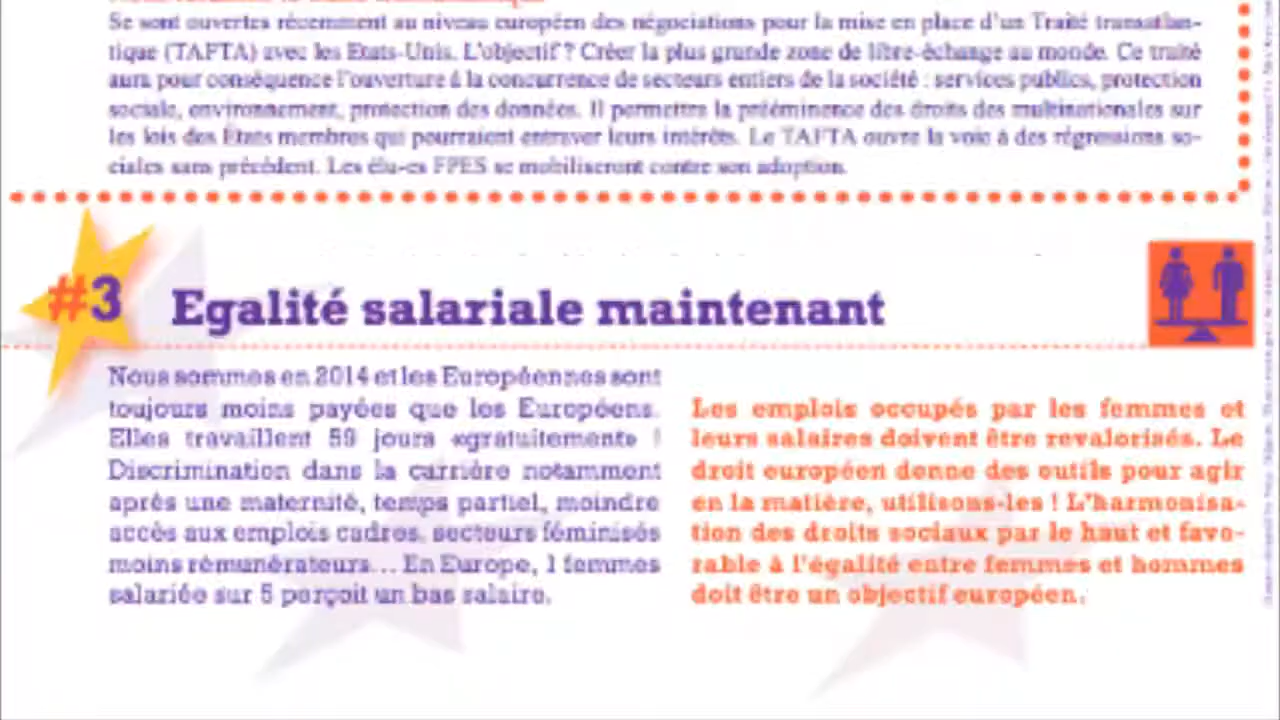 Se sont ouvertes récemment au niveau européen des négociations pour la mise en place d'un Traité transatlan-
tique (TAFTA) avec les Etats-Unis. L'objectif ? Créer la plus grande zone de libre-échange au monde. Ce traité
aura pour conséquence l'ouverture à la concurrence de secteurs entiers de la société : services publics, protection
sociale, environnement, protection des données. Il permettra la prééminence des droits des multinationales sur
les lois des États membres qui pourraient entraver leurs intérêts. Le TAFTA ouvre la voie à des régressions so-
ciales sans précédent. Les élu-es FPES se mobiliseront contre son adoption.
#3 Egalité salariale maintenant
Nous sommes en 2014 et les Européennes sont
toujours moins payées que les Européens.
Elles travaillent 59 jours «gratuitement» !
Discrimination dans la carrière notamment
après une maternité, temps partiel, moindre
accès aux emplois cadres, secteurs féminisés
moins rémunérateurs... En Europe, 1 femmes
salariée sur 5 perçoit un bas salaire.
Les emplois occupés par les femmes et
leurs salaires doivent être revalorisés. Le
droit européen donne des outils pour agir
en la matière, utilisons-les ! L'harmonisa-
tion des droits sociaux par le haut et favo-
rable à l'égalité entre femmes et hommes
doit être un objectif européen.